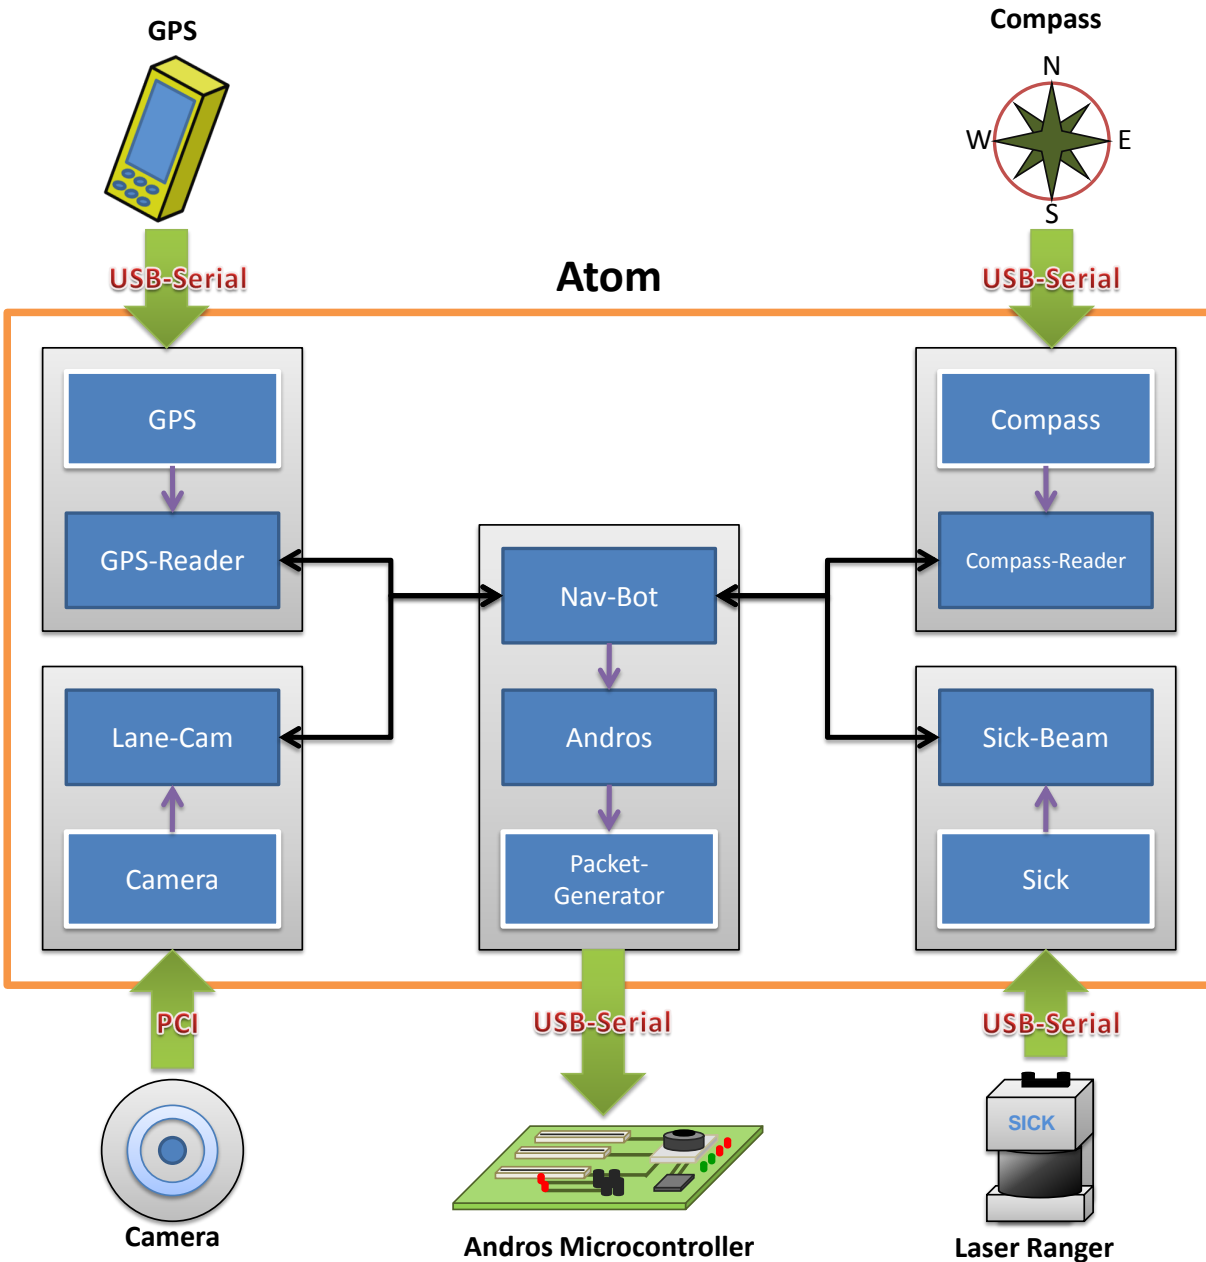 GPS
Compass
N
W
E
S
USB-Serial
Atom
USB-Serial
GPS
Compass
GPS-Reader
Nav-Bot
Compass-Reader
Lane-Cam
Andros
Sick-Beam
Camera
Packet-
Generator
Sick
PCI
USB-Serial
USB-Serial
SICK
Camera
Andros Microcontroller
Laser Ranger